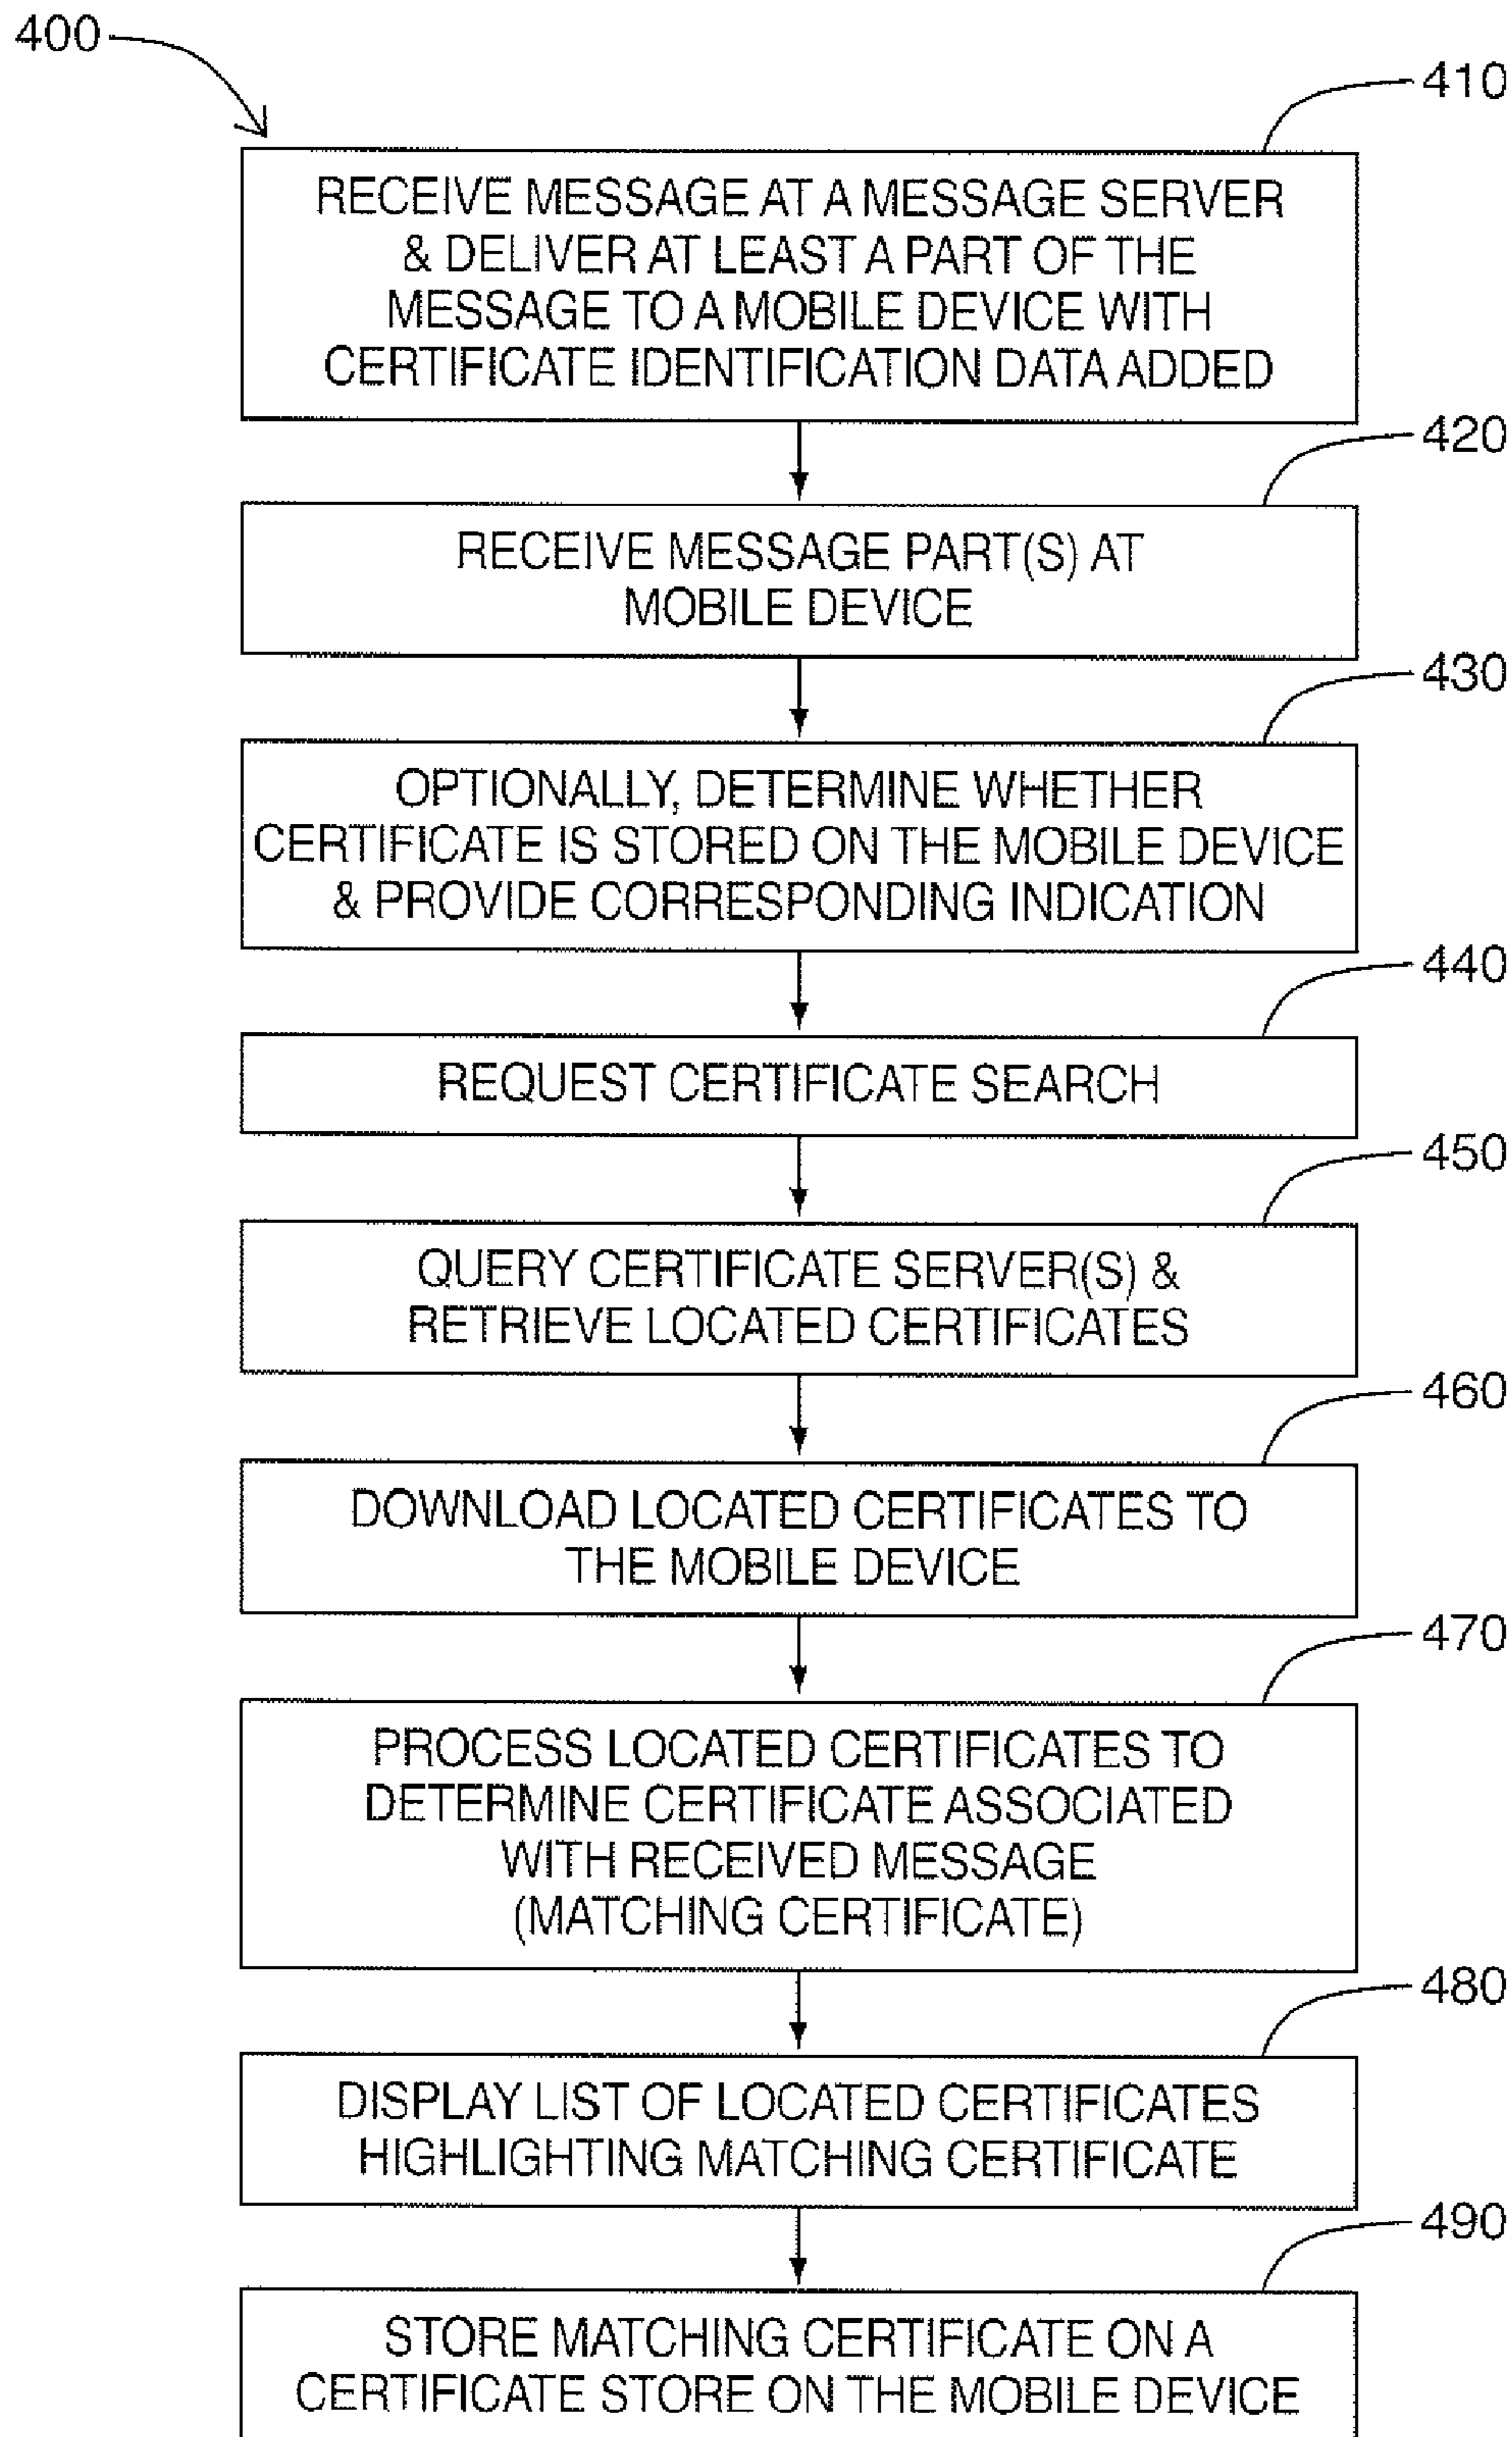 400
410
RECEIVE MESSAGE AT A MESSAGE SERVER
& DELIVER AT LEAST A PART OF THE
MESSAGE TO A MOBILE DEVICE WITH
CERTIFICATE IDENTIFICATION DATA ADDED
420
RECEIVE MESSAGE PART(S) AT
MOBILE DEVICE
430
OPTIONALLY, DETERMINE WHETHER
CERTIFICATE IS STORED ON THE MOBILE DEVICE
& PROVIDE CORRESPONDING INDICATION
440
REQUEST CERTIFICATE SEARCH
450
QUERY CERTIFICATE SERVER(S) &
RETRIEVE LOCATED CERTIFICATES
460
DOWNLOAD LOCATED CERTIFICATES TO
THE MOBILE DEVICE
470
PROCESS LOCATED CERTIFICATES TO
DETERMINE CERTIFICATE ASSOCIATED
WITH RECEIVED MESSAGE
(MATCHING CERTIFICATE)
480
DISPLAY LIST OF LOCATED CERTIFICATES
HIGHLIGHTING MATCHING CERTIFICATE
490
STORE MATCHING CERTIFICATE ON A
CERTIFICATE STORE ON THE MOBILE DEVICE